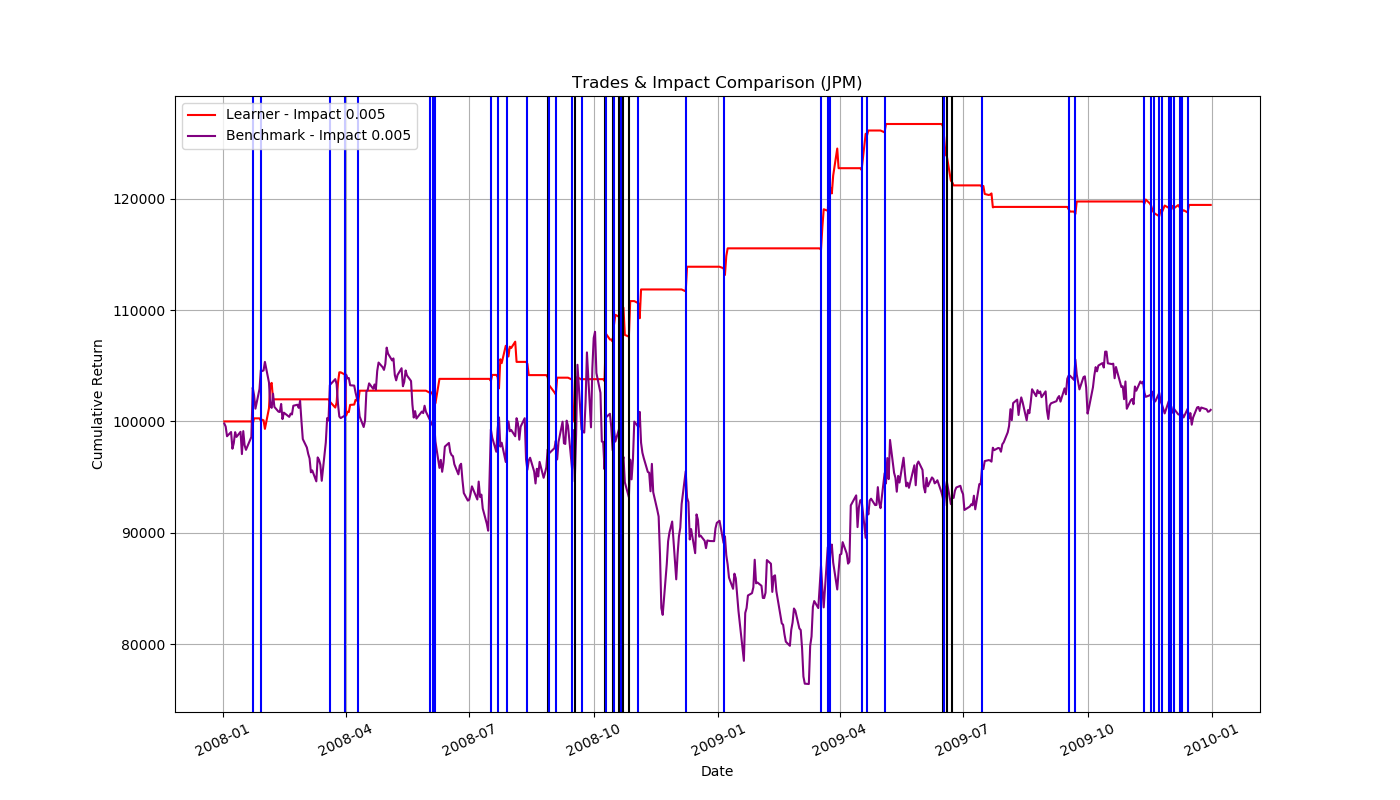 Trades & Impact Comparison (JPM)
Learner - Impact 0.005
Benchmark - Impact 0.005
120000
110000
100000
90000
80000
Cumulative Return
2008-01
2008-04
2008-07
2008-10
2009-01
2009-04
2009-07
2009-10
2010-01
Date